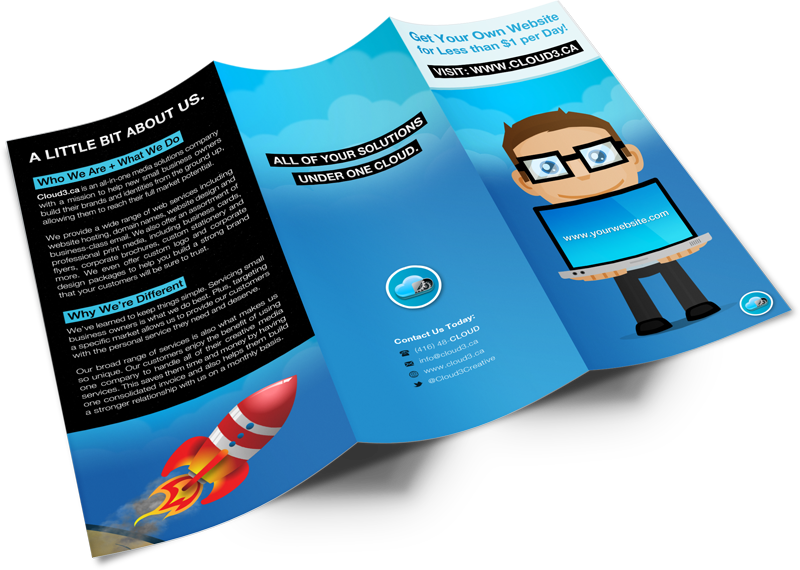 A LITTLE BIT ABOUT US.
Who We Are + What We Do
Cloud3.ca is an all-in-one media solutions company
with a mission to help new small business owners
build their brands and identities from the ground up,
allowing them to reach their full market potential.
We provide a wide range of web services including
website hosting, domain names, website design and
business-class email. We also offer an assortment of
professional print media, including business cards,
flyers, corporate brochures, custom stationery and
more. We even offer custom logo and corporate
design packages to help you build a strong brand
that your customers will be sure to trust.
Why We're Different
We've learned to keep things simple. Servicing small
business owners is what we do best. Plus, targeting
a specific market allows us to provide our customers
with the personal service they need and deserve.
Our broad range of services is also what makes us
so unique. Our customers enjoy the benefit of using
one company to handle all of their creative media
services. This saves them time and money by having
one consolidated invoice and also helps them build
a stronger relationship with us on a monthly basis.
ALL OF YOUR SOLUTIONS
UNDER ONE CLOUD.
Contact Us Today:
(416) 48.CLOUD
info@cloud3.ca
www.cloud3.ca
@Cloud3Creative
Get Your Own Website
for Less than $1 per Day!
VISIT: WWW.CLOUD3.CA
www.yourwebsite.com